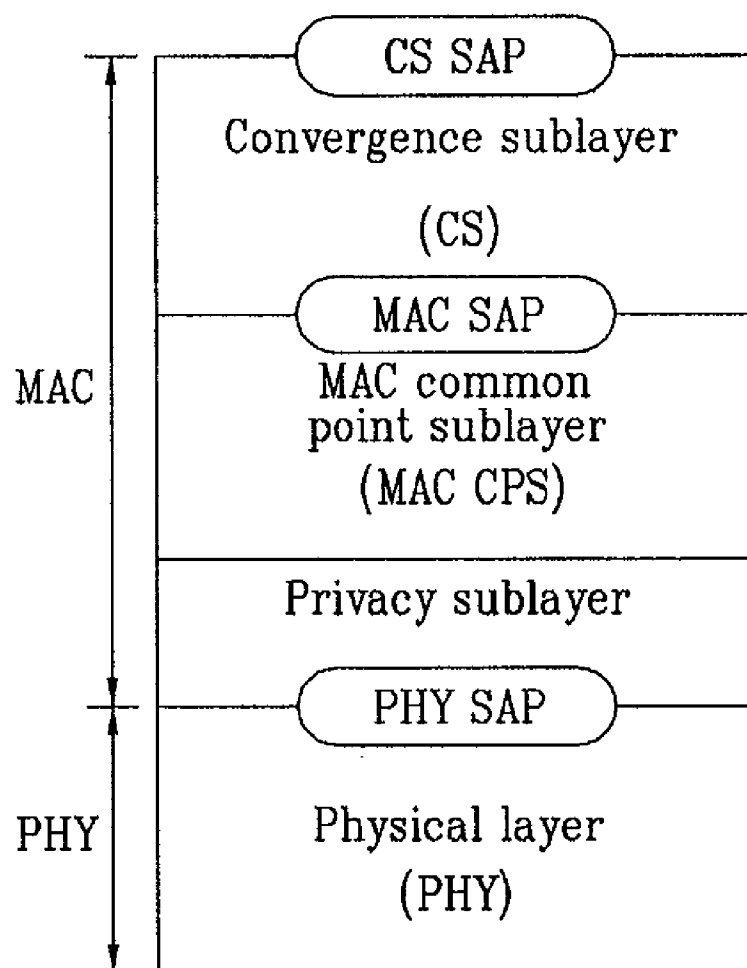 CS SAP
Convergence sublayer
(CS)
MAC SAP
MAC
MAC common
point sublayer
(MAC CPS)
Privacy sublayer
PHY SAP
PHY
Physical layer
(PHY)